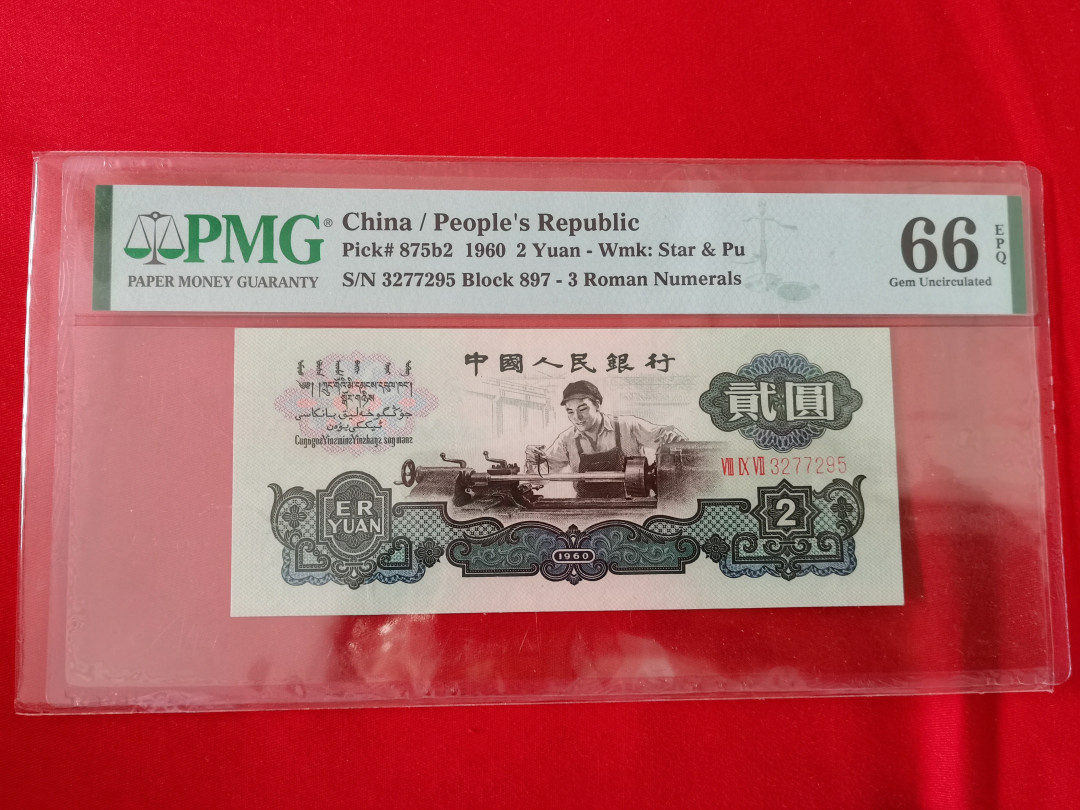 PMG®
PAPER MONEY GUARANTY
China / People's Republic
Pick# 875b2 1960 2 Yuan - Wmk: Star & Pu
S/N 3277295 Block 897 - 3 Roman Numerals
66 EPQ
Gem Uncirculated
中國人民銀行
貳圓
VIII IX VII 3277295
ER
YUAN
1960
2